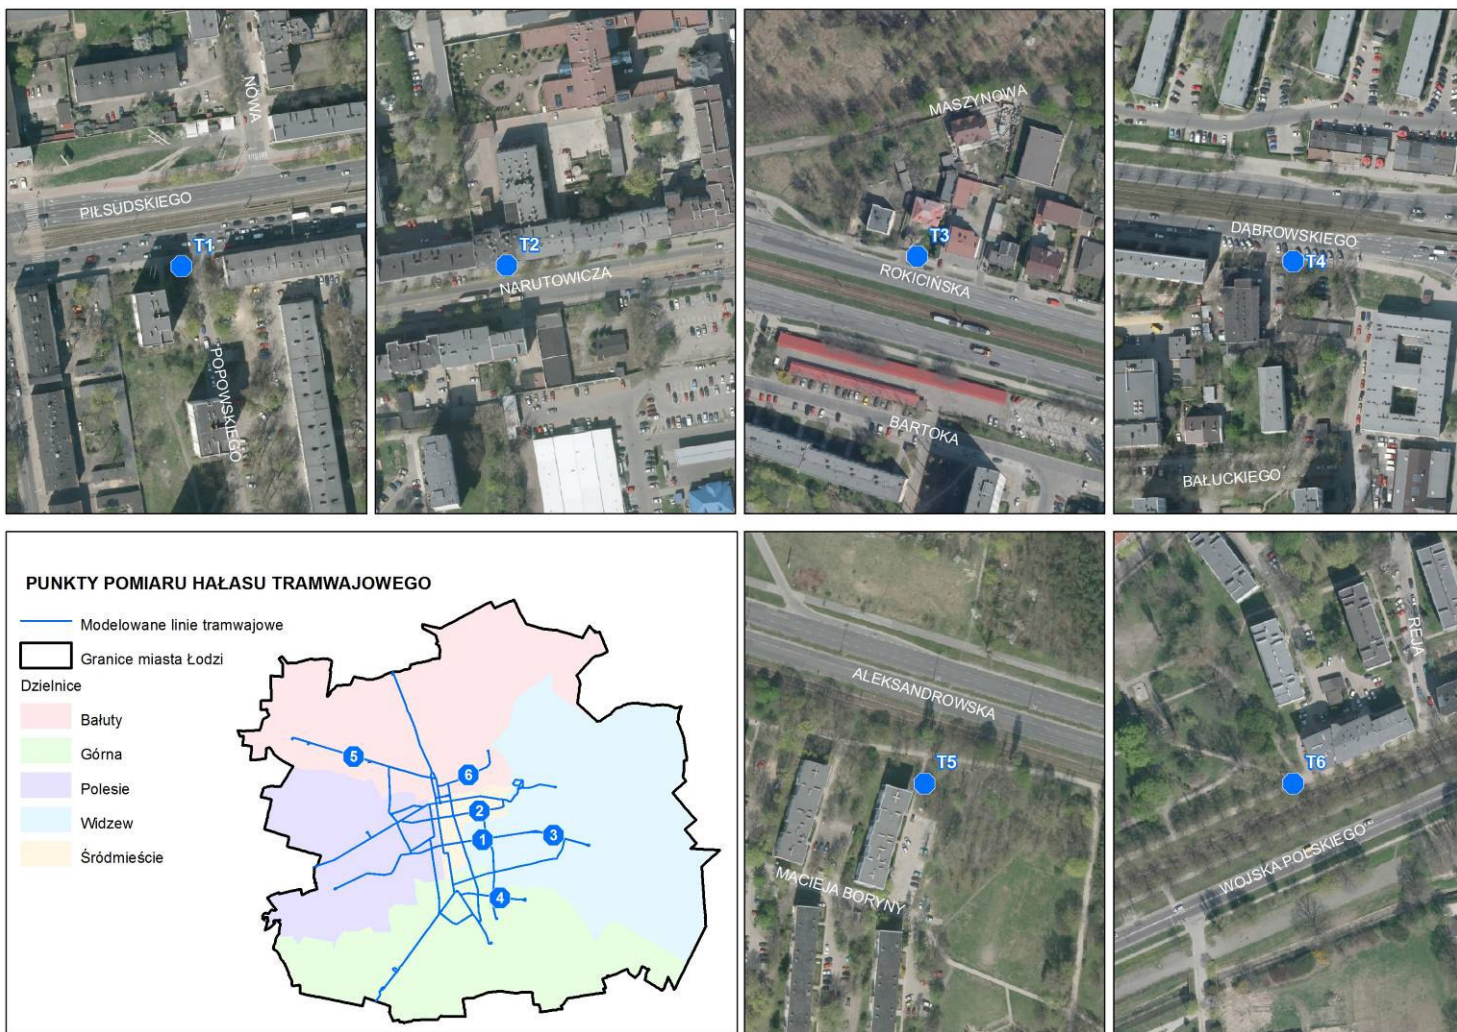 NOWA
PIŁSUDSKIEGO
T1
POPOWSKIEGO
T2
NARUTOWICZA
MASZYNOWA
T3
ROKICIŃSKA
BARTOKA
DĄBROWSKIEGO
T4
BAŁUCKIEGO
PUNKTY POMIARU HAŁASU TRAMWAJOWEGO
Modelowane linie tramwajowe
Granice miasta Łodzi
Dzielnice
Bałuty
Górna
Polesie
Widzew
Śródmieście
5
6
2
1
3
4
ALEKSANDROWSKA
T5
MACIEJA BORYNY
REJA
T6
WOJSKA POLSKIEGO